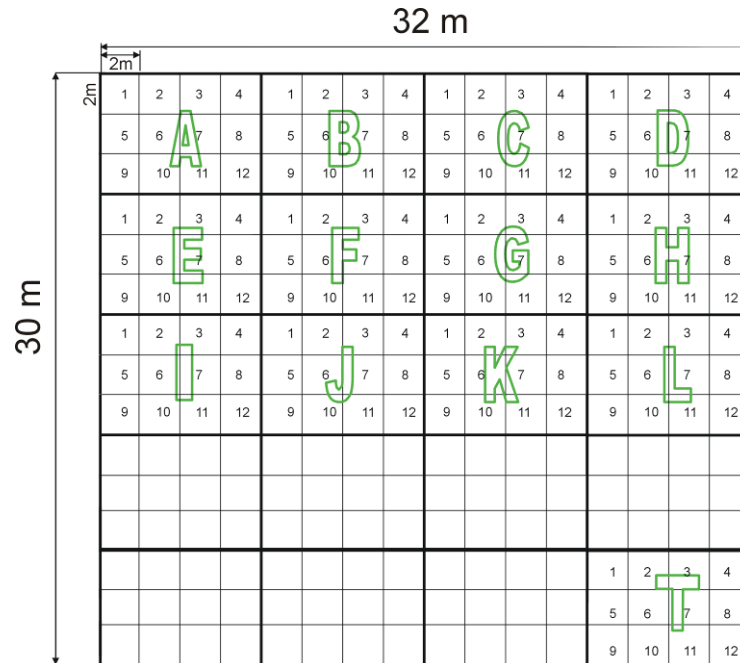 32 m
2m
2m
30 m
1 2 3 4 1 2 3 4 1 2 3 4 1 2 3 4
5 6 7 8 5 6 7 8 5 6 7 8 5 6 7 8
A B C D
9 10 11 12 9 10 11 12 9 10 11 12 9 10 11 12
1 2 3 4 1 2 3 4 1 2 3 4 1 2 3 4
5 6 7 8 5 6 7 8 5 6 7 8 5 6 7 8
E F G H
9 10 11 12 9 10 11 12 9 10 11 12 9 10 11 12
1 2 3 4 1 2 3 4 1 2 3 4 1 2 3 4
5 6 7 8 5 6 7 8 5 6 7 8 5 6 7 8
I J K L
9 10 11 12 9 10 11 12 9 10 11 12 9 10 11 12
1 2 3 4
T
5 6 7 8
9 10 11 12